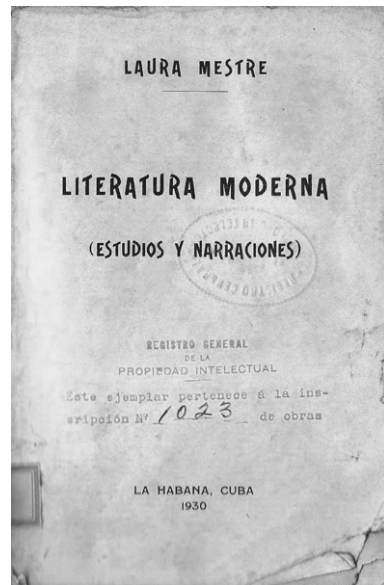 LAURA MESTRE
LITERATURA MODERNA
(ESTUDIOS Y NARRACIONES)
REGISTRO GENERAL
DE LA
PROPIEDAD INTELECTUAL
Este ejemplar pertenece á la ins-
cripción Nº 1023 de obras
LA HABANA, CUBA
1930